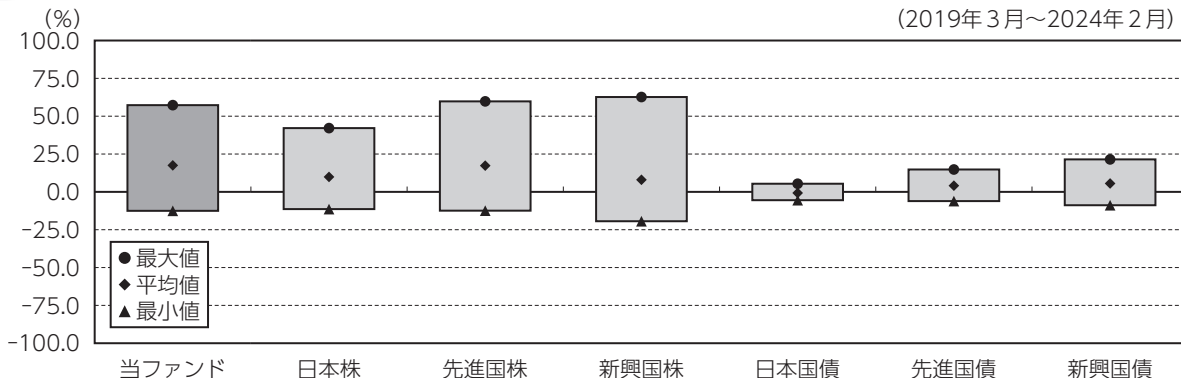 (%)
(2019年3月～2024年2月)
100.0
75.0
50.0
25.0
0.0
-25.0
-50.0
-75.0
-100.0
● 最大値
◆ 平均値
▲ 最小値
当ファンド 日本株 先進国株 新興国株 日本国債 先進国債 新興国債